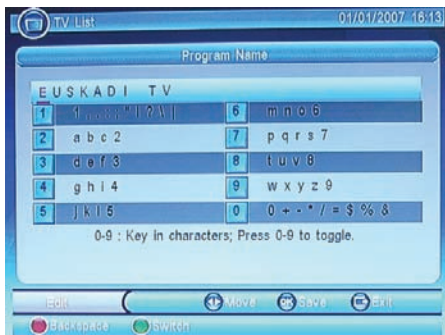 TV List 01/01/2007 16:13
Program Name
EUSKADI TV
1 6 m n o 6
2 a b c 2 7 p q r s 7
3 d e f 3 8 t u v 8
4 g h i 4 9 w x y z 9
5 j k l 5 0 0 + - * / = $ % &
0-9 : Key in characters; Press 0-9 to toggle.
Edit Move OK Save Exit
Backspace Switch